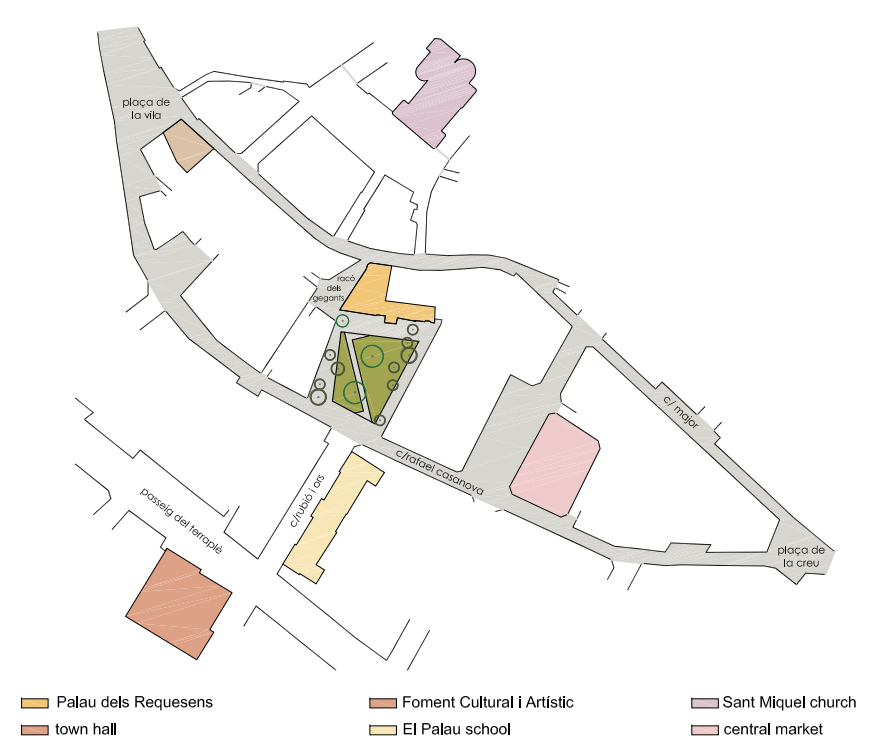 plaça de
la vila
racó
dels
gegants
c/ major
c/rafael casanova
c/rubió i ors
passeig del terraplè
plaça de
la creu
Palau dels Requesens
Foment Cultural i Artístic
Sant Miquel church
town hall
El Palau school
central market